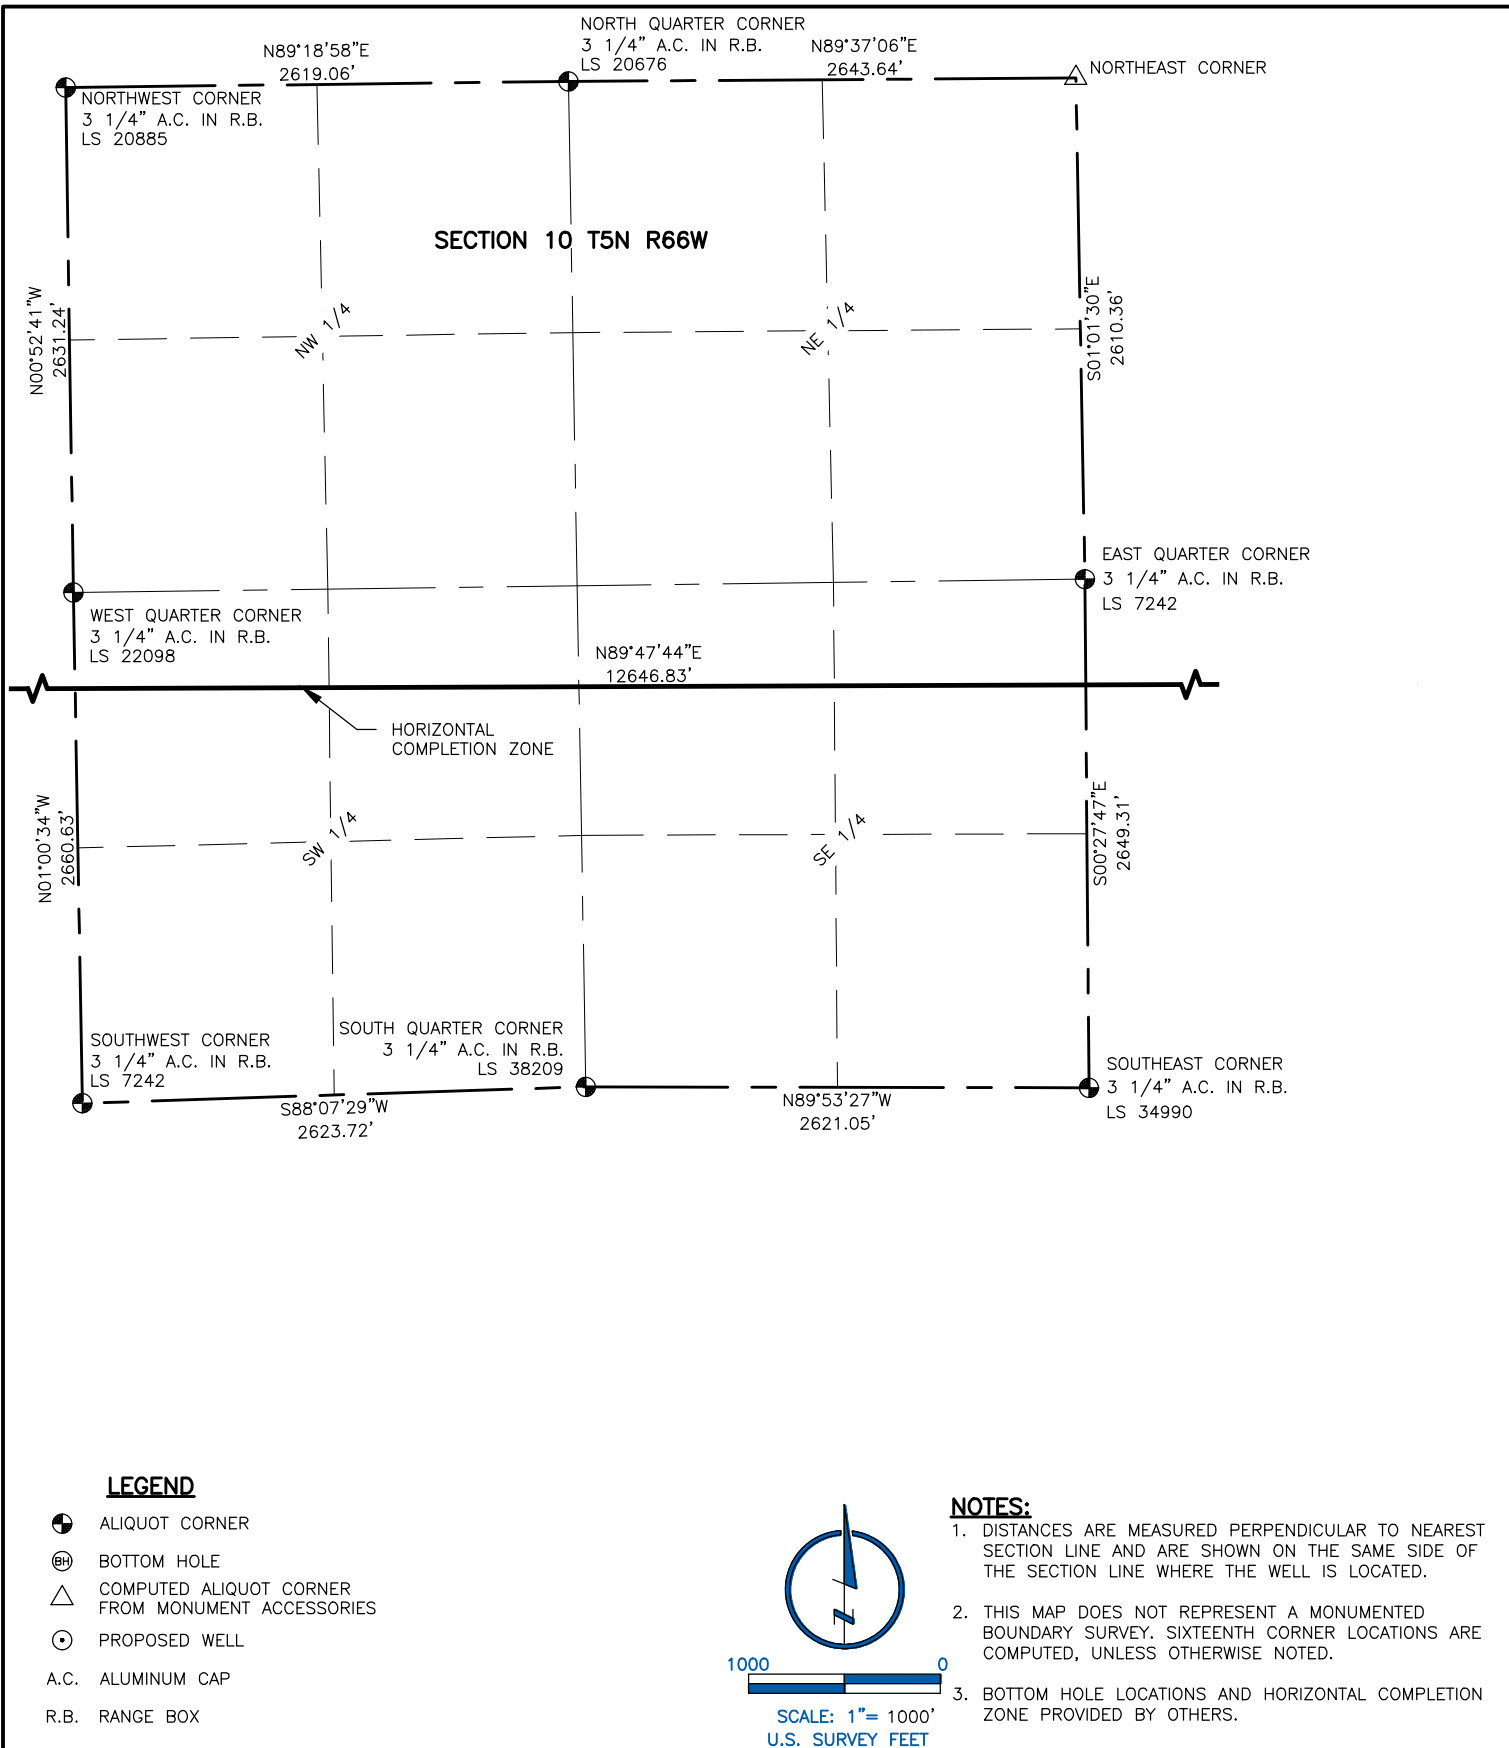 NORTH QUARTER CORNER
3 1/4" A.C. IN R.B.
LS 20676
N89°18'58"E
2619.06'
N89°37'06"E
2643.64'
NORTHEAST CORNER
NORTHWEST CORNER
3 1/4" A.C. IN R.B.
LS 20885
SECTION 10 T5N R66W
N00°52'41"W
2631.24'
NW 1/4
NE 1/4
S01°01'30"E
2610.36'
EAST QUARTER CORNER
3 1/4" A.C. IN R.B.
LS 7242
WEST QUARTER CORNER
3 1/4" A.C. IN R.B.
LS 22098
N89°47'44"E
12646.83'
HORIZONTAL
COMPLETION ZONE
N01°00'34"W
2660.63'
SW 1/4
SE 1/4
S00°27'47"E
2649.31'
SOUTHWEST CORNER
3 1/4" A.C. IN R.B.
LS 7242
SOUTH QUARTER CORNER
3 1/4" A.C. IN R.B.
LS 38209
SOUTHEAST CORNER
3 1/4" A.C. IN R.B.
LS 34990
S88°07'29"W
2623.72'
N89°53'27"W
2621.05'
LEGEND
ALIQUOT CORNER
BH BOTTOM HOLE
COMPUTED ALIQUOT CORNER
FROM MONUMENT ACCESSORIES
PROPOSED WELL
A.C. ALUMINUM CAP
R.B. RANGE BOX
N
1000 0
SCALE: 1"= 1000'
U.S. SURVEY FEET
NOTES:
1. DISTANCES ARE MEASURED PERPENDICULAR TO NEAREST
SECTION LINE AND ARE SHOWN ON THE SAME SIDE OF
THE SECTION LINE WHERE THE WELL IS LOCATED.
2. THIS MAP DOES NOT REPRESENT A MONUMENTED
BOUNDARY SURVEY. SIXTEENTH CORNER LOCATIONS ARE
COMPUTED, UNLESS OTHERWISE NOTED.
3. BOTTOM HOLE LOCATIONS AND HORIZONTAL COMPLETION
ZONE PROVIDED BY OTHERS.